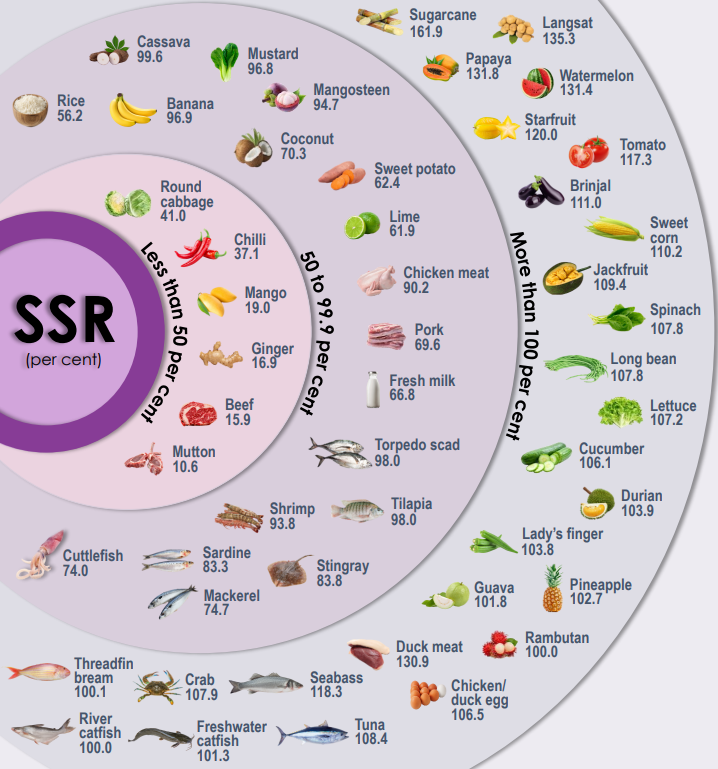 Sugarcane
161.9
Langsat
135.3
Cassava
99.6
Mustard
96.8
Papaya
131.8
Watermelon
131.4
Rice
56.2
Banana
96.9
Mangosteen
94.7
Starfruit
120.0
Coconut
70.3
Tomato
117.3
Sweet potato
62.4
Brinjal
111.0
Round
cabbage
41.0
Lime
61.9
Sweet
corn
110.2
Chilli
37.1
Chicken meat
90.2
Jackfruit
109.4
Mango
19.0
Spinach
107.8
SSR
(per cent)
Less than 50 per cent
50 to 99.9 per cent
More than 100 per cent
Ginger
16.9
Pork
69.6
Long bean
107.8
Fresh milk
66.8
Beef
15.9
Lettuce
107.2
Mutton
10.6
Torpedo scad
98.0
Cucumber
106.1
Shrimp
93.8
Tilapia
98.0
Durian
103.9
Cuttlefish
74.0
Sardine
83.3
Stingray
83.8
Lady's finger
103.8
Mackerel
74.7
Guava
101.8
Pineapple
102.7
Duck meat
130.9
Rambutan
100.0
Threadfin
bream
100.1
Crab
107.9
Seabass
118.3
Chicken/
duck egg
106.5
River
catfish
100.0
Freshwater
catfish
101.3
Tuna
108.4